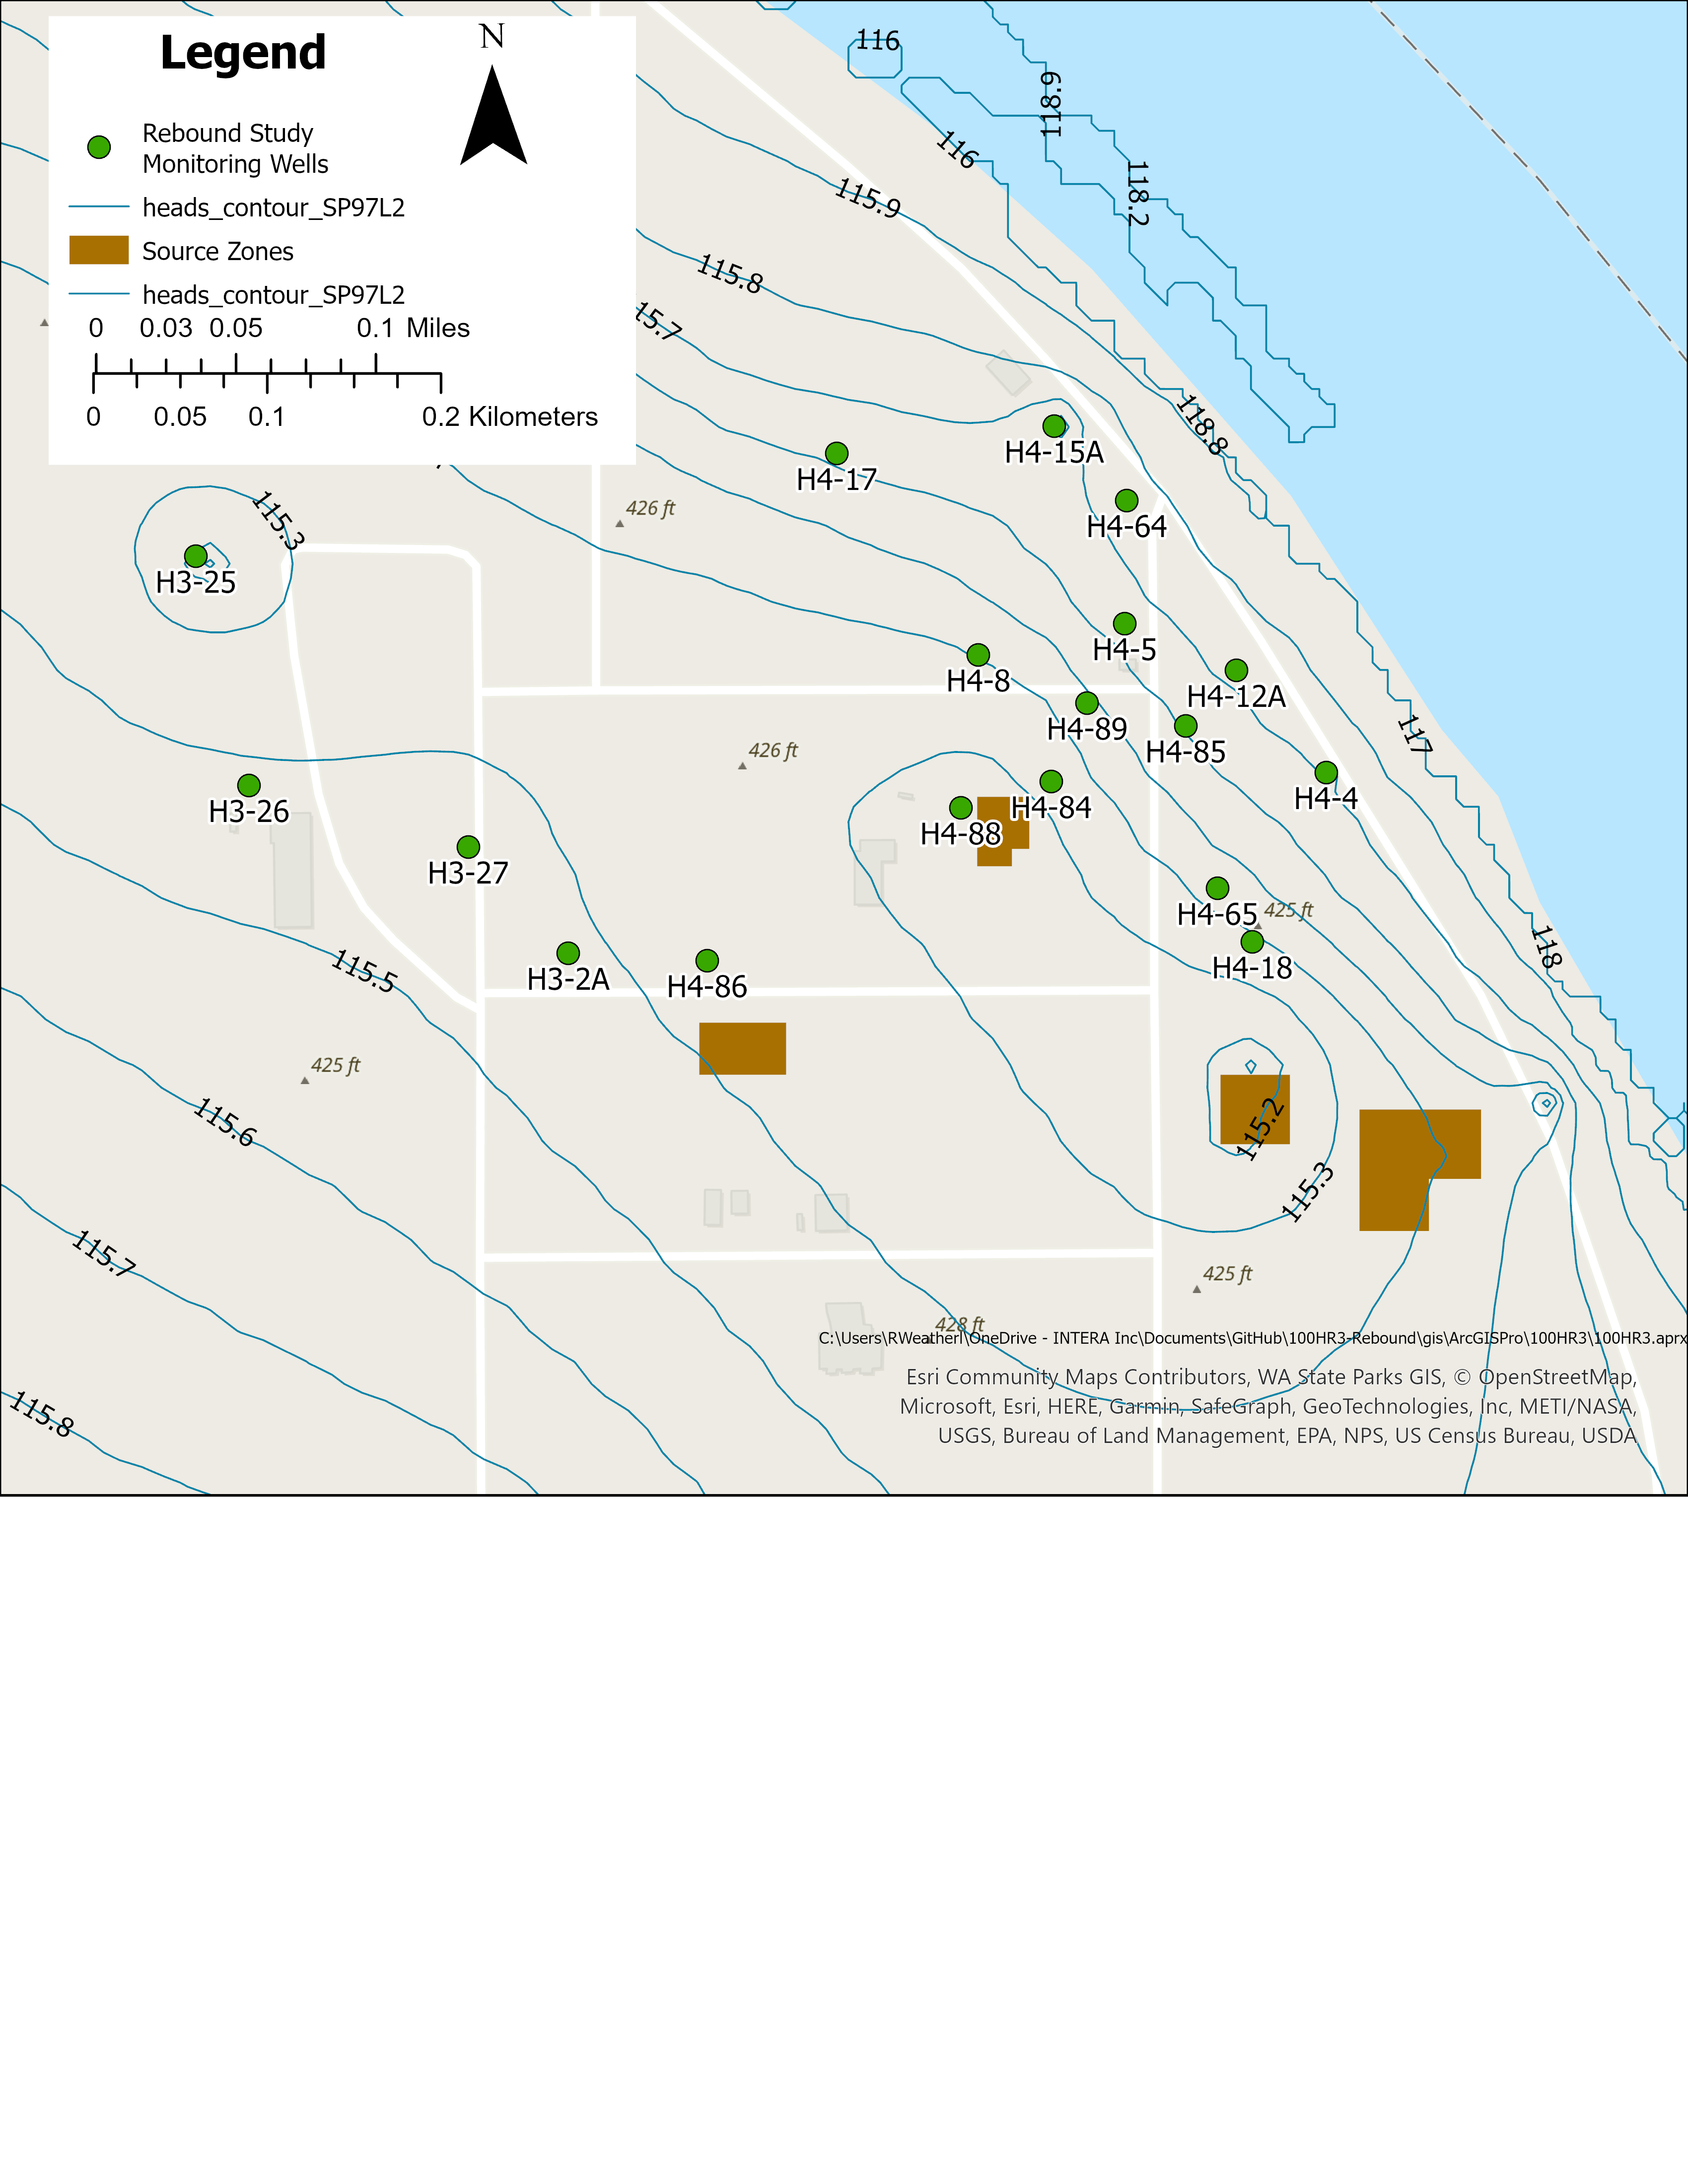 Legend
N
Rebound Study
Monitoring Wells
heads_contour_SP97L2
Source Zones
heads_contour_SP97L2
0 0.03 0.05 0.1 Miles
0 0.05 0.1 0.2 Kilometers
116
118.9
116
118.2
115.9
115.8
15.7
118.8
H4-15A
H4-17
426 ft
115.3
H4-64
H3-25
H4-5
H4-8
H4-12A
H4-89
H4-85
117
426 ft
H4-4
H3-26
H4-84
H4-88
H3-27
H4-65
425 ft
118
H4-18
115.5
H3-2A
H4-86
425 ft
115.6
115.2
115.3
115.7
425 ft
428 ft
C:\Users\RWeatherl\OneDrive - INTERA Inc\Documents\GitHub\100HR3-Rebound\gis\ArcGISPro\100HR3\100HR3.aprx
Esri Community Maps Contributors, WA State Parks GIS, © OpenStreetMap,
Microsoft, Esri, HERE, Garmin, SafeGraph, GeoTechnologies, Inc, METI/NASA,
USGS, Bureau of Land Management, EPA, NPS, US Census Bureau, USDA
115.8